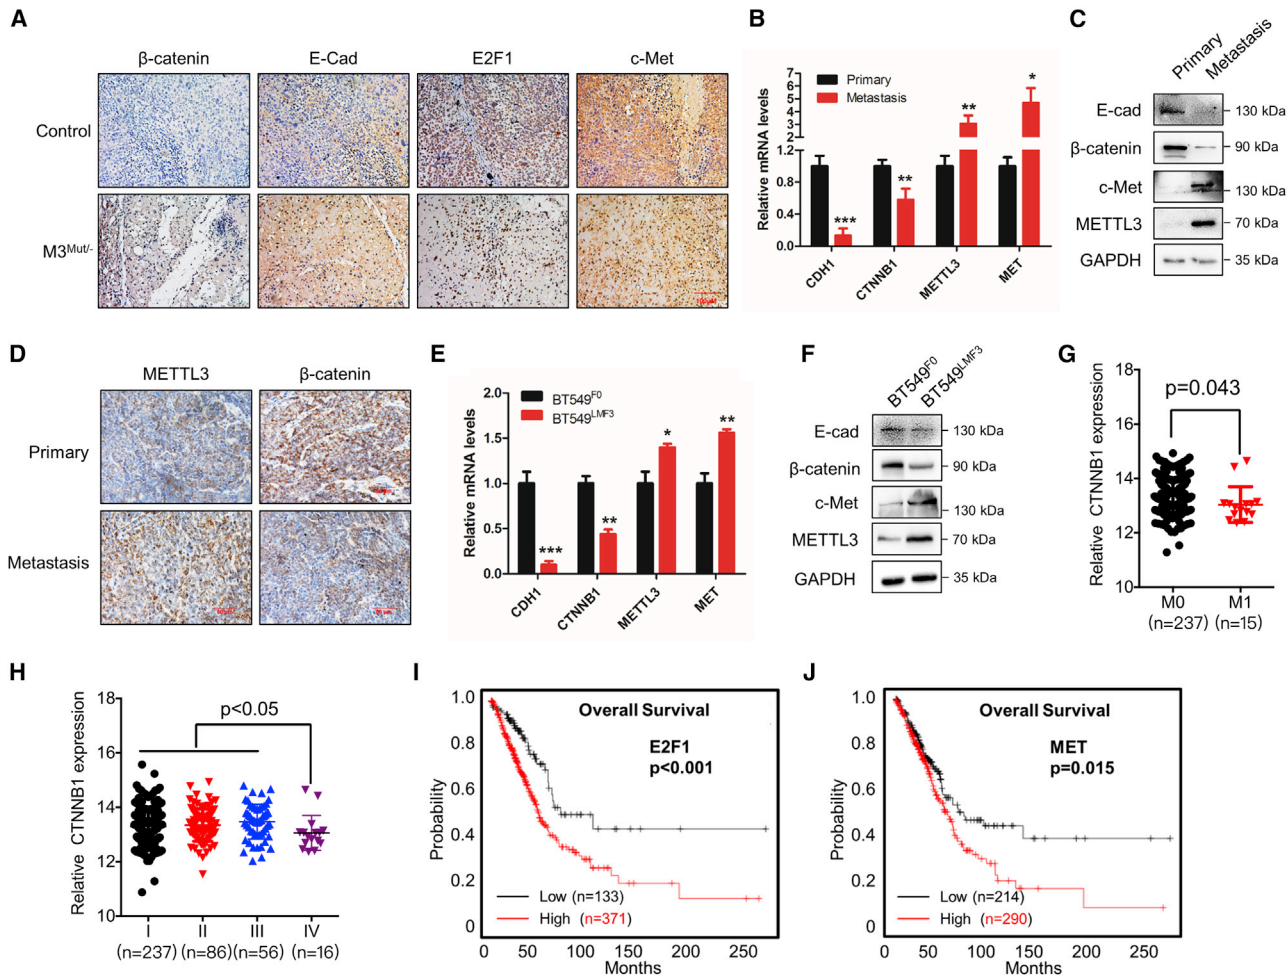 A
β-catenin
E-Cad
E2F1
c-Met
Control
M3Mut/-
B
Relative mRNA levels
7
6
5
4
3
2
1.2
0.8
0.4
0.0
Primary
Metastasis
***
**
**
*
CDH1
CTNNB1
METTL3
MET
C
Primary
Metastasis
E-cad
130 kDa
β-catenin
90 kDa
c-Met
130 kDa
METTL3
70 kDa
GAPDH
35 kDa
D
METTL3
β-catenin
Primary
Metastasis
E
Relative mRNA levels
2.0
1.5
1.0
0.5
0.0
BT549F0
BT549LMF3
***
**
*
**
CDH1
CTNNB1
METTL3
MET
F
BT549F0
BT549LMF3
E-cad
130 kDa
β-catenin
90 kDa
c-Met
130 kDa
METTL3
70 kDa
GAPDH
35 kDa
G
Relative CTNNB1 expression
18
16
14
12
10
p=0.043
M0
M1
(n=237) (n=15)
H
Relative CTNNB1 expression
18
16
14
12
10
p<0.05
I
II
III
IV
(n=237) (n=86)(n=56) (n=16)
I
Probability
1.0
0.8
0.6
0.4
0.2
0
Overall Survival
E2F1
p<0.001
Low (n=133)
High (n=371)
0 50 100 150 200 250
Months
J
Probability
1.0
0.8
0.6
0.4
0.2
0
Overall Survival
MET
p=0.015
Low (n=214)
High (n=290)
0 50 100 150 200 250
Months